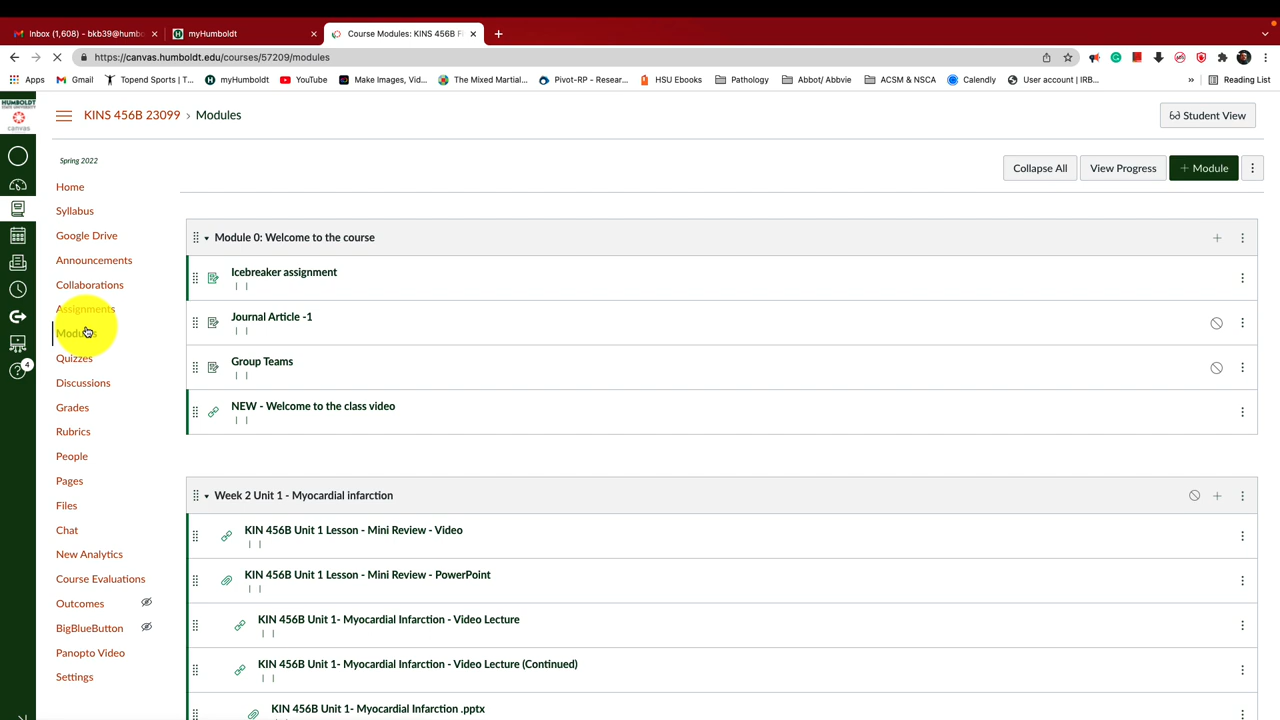 Inbox (1,608) - bkb39@humb
myHumboldt
Course Modules: KINS 456B F
https://canvas.humboldt.edu/courses/57209/modules
Apps
Gmail
Topend Sports | T...
myHumboldt
YouTube
Make Images, Vid...
The Mixed Martial...
Pivot-RP - Resear...
HSU Ebooks
Pathology
Abbot/ Abbvie
ACSM & NSCA
Calendly
User account | IRB...
»
Reading List
HUMBOLDT
STATE UNIVERSITY
canvas
KINS 456B 23099 › Modules
Student View
Spring 2022
Collapse All
View Progress
+ Module
Home
Syllabus
Google Drive
Announcements
Collaborations
Assignments
Modules
Quizzes
Discussions
Grades
Rubrics
People
Pages
Files
Chat
New Analytics
Course Evaluations
Outcomes
BigBlueButton
Panopto Video
Settings
4
Module 0: Welcome to the course
Icebreaker assignment
| |
Journal Article -1
| |
Group Teams
| |
NEW - Welcome to the class video
| |
Week 2 Unit 1 - Myocardial infarction
KIN 456B Unit 1 Lesson - Mini Review - Video
| |
KIN 456B Unit 1 Lesson - Mini Review - PowerPoint
| |
KIN 456B Unit 1- Myocardial Infarction - Video Lecture
| |
KIN 456B Unit 1- Myocardial Infarction - Video Lecture (Continued)
| |
KIN 456B Unit 1- Myocardial Infarction .pptx